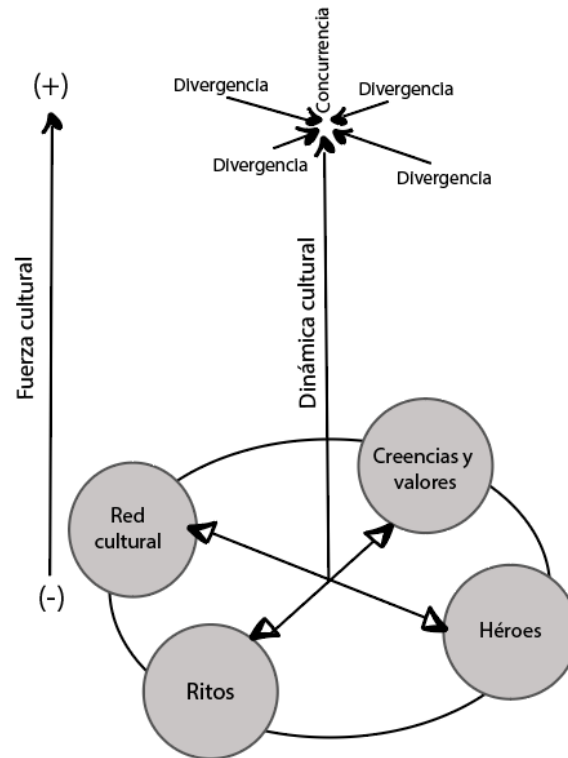 Concurrencia
(+)
Divergencia
Divergencia
Divergencia
Divergencia
Fuerza cultural
Dinámica cultural
Creencias y
valores
Red
cultural
(-)
Héroes
Ritos